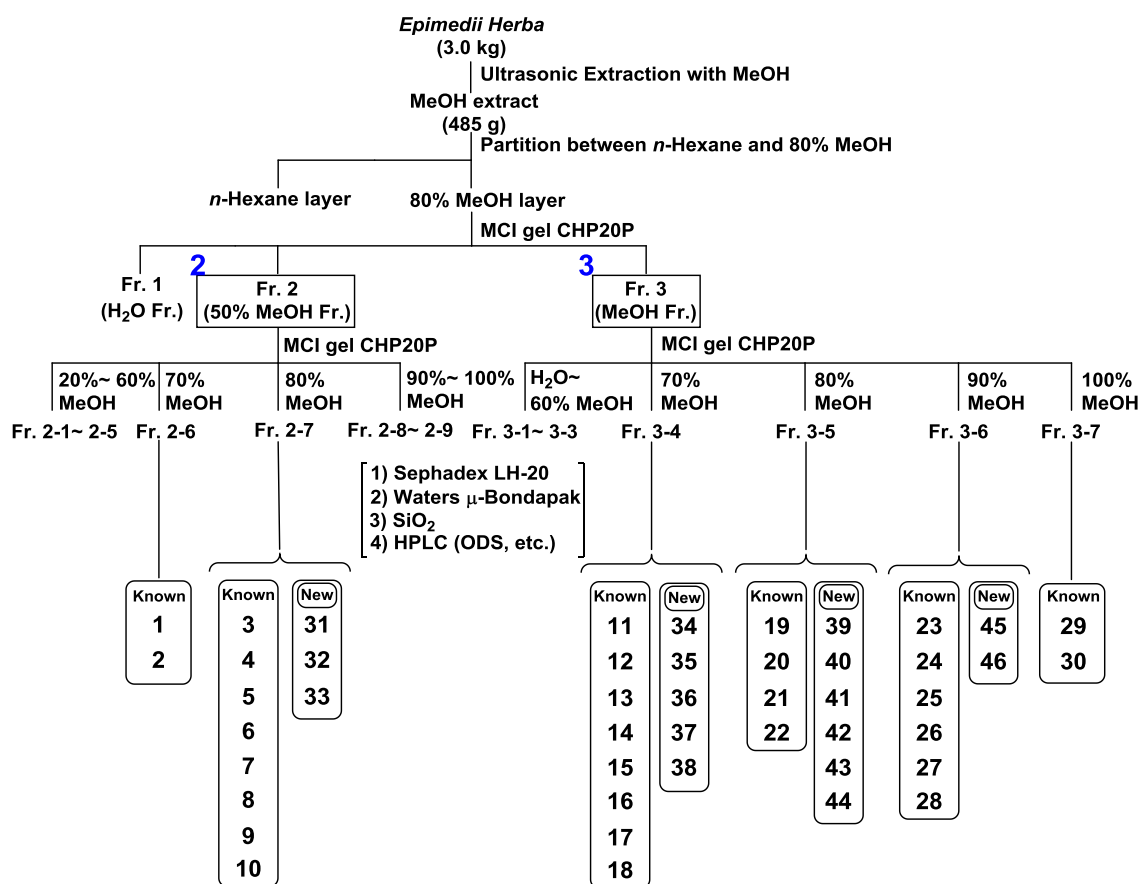 Epimedii Herba
(3.0 kg)
Ultrasonic Extraction with MeOH
MeOH extract
(485 g)
Partition between n-Hexane and 80% MeOH
n-Hexane layer
80% MeOH layer
MCI gel CHP20P
Fr. 1
(H₂O Fr.)
2
Fr. 2
(50% MeOH Fr.)
3
Fr. 3
(MeOH Fr.)
MCI gel CHP20P
MCI gel CHP20P
20%~ 60%
MeOH
70%
MeOH
80%
MeOH
90%~ 100%
MeOH
H₂O~
60% MeOH
70%
MeOH
80%
MeOH
90%
MeOH
100%
MeOH
Fr. 2-1~ 2-5
Fr. 2-6
Fr. 2-7
Fr. 2-8~ 2-9
Fr. 3-1~ 3-3
Fr. 3-4
Fr. 3-5
Fr. 3-6
Fr. 3-7
1) Sephadex LH-20
2) Waters μ-Bondapak
3) SiO₂
4) HPLC (ODS, etc.)
Known
1
2
Known
3
4
5
6
7
8
9
10
New
31
32
33
Known
11
12
13
14
15
16
17
18
New
34
35
36
37
38
Known
19
20
21
22
New
39
40
41
42
43
44
Known
23
24
25
26
27
28
New
45
46
Known
29
30